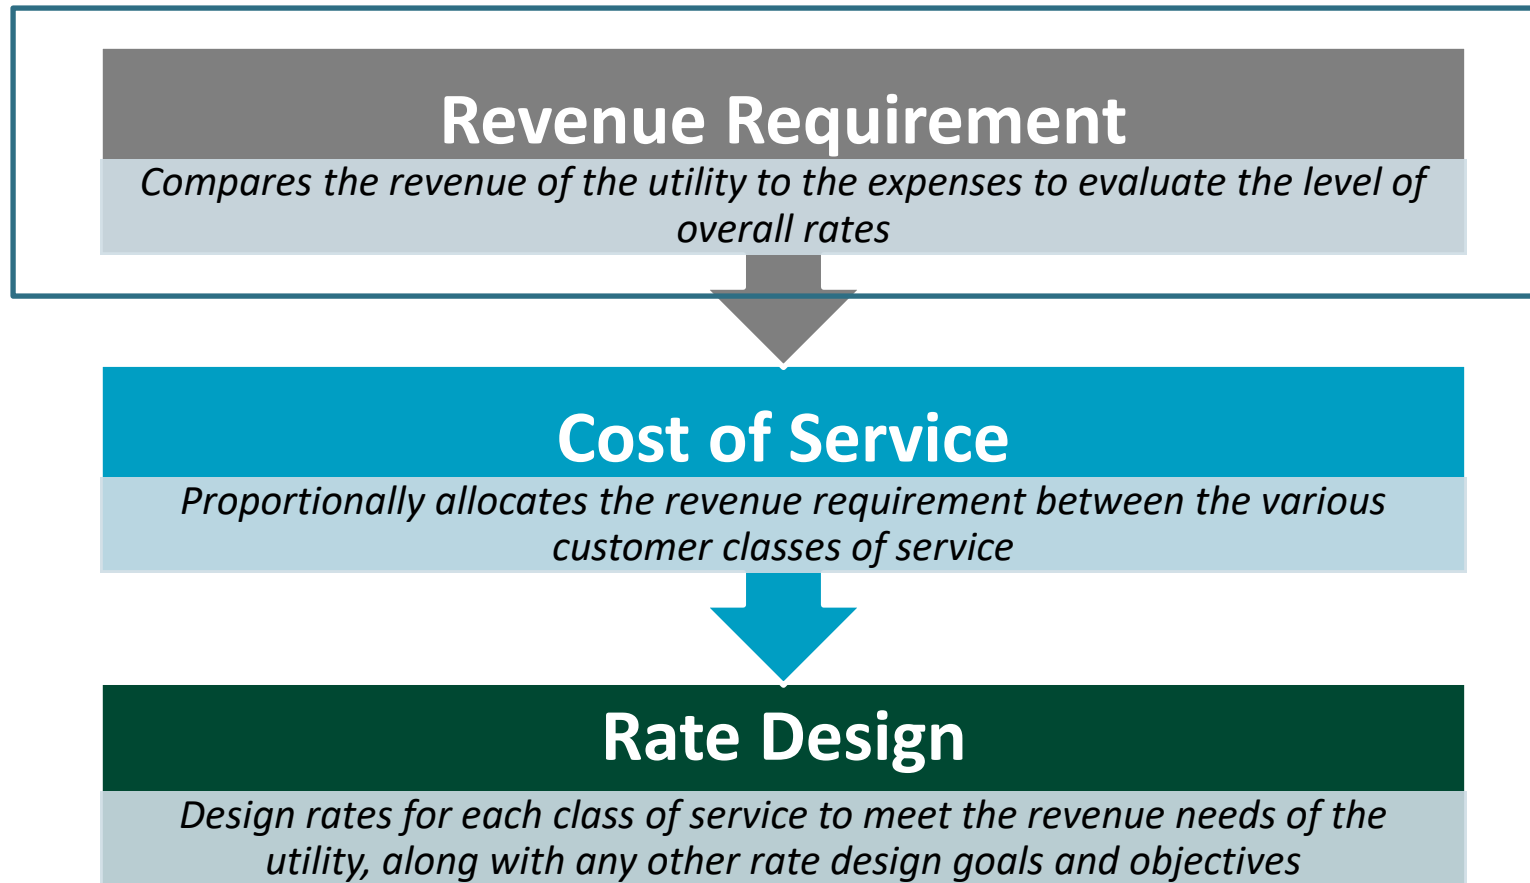 Revenue Requirement
Compares the revenue of the utility to the expenses to evaluate the level of
overall rates
Cost of Service
Proportionally allocates the revenue requirement between the various
customer classes of service
Rate Design
Design rates for each class of service to meet the revenue needs of the
utility, along with any other rate design goals and objectives